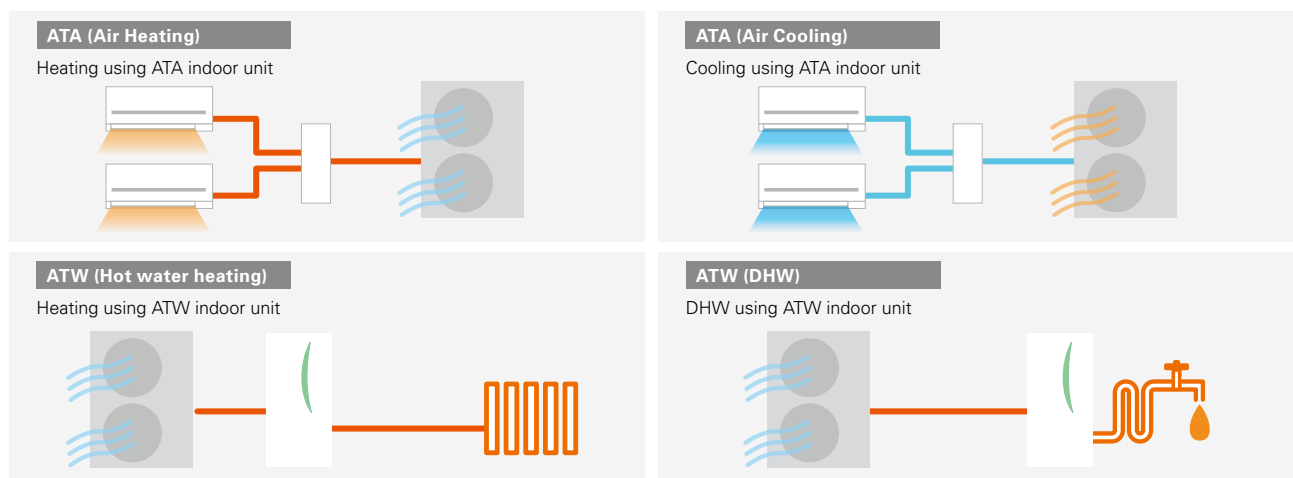 ATA (Air Heating)
Heating using ATA indoor unit
ATA (Air Cooling)
Cooling using ATA indoor unit
ATW (Hot water heating)
Heating using ATW indoor unit
ATW (DHW)
DHW using ATW indoor unit